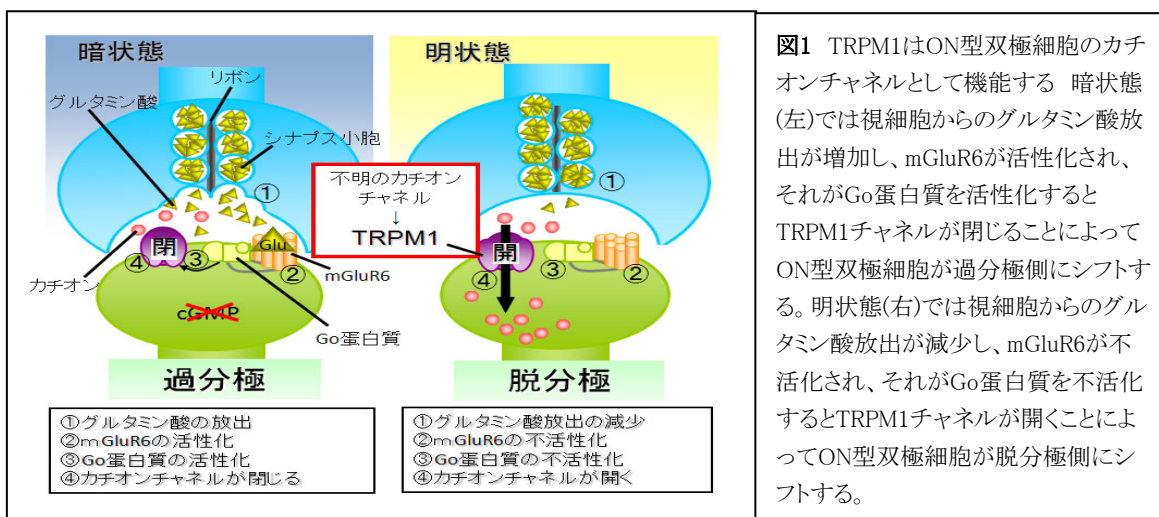 暗状態
リボン
グルタミン酸
シナプス小胞
①
閉
④
③
Glu
②
mGluR6
カチオン
cGMP
Go蛋白質
過分極
①グルタミン酸の放出
②mGluR6の活性化
③Go蛋白質の活性化
④カチオンチャネルが閉じる
明状態
①
不明のカチオン
チャネル
↓
TRPM1
開
④
③
②
脱分極
①グルタミン酸放出の減少
②mGluR6の不活性化
③Go蛋白質の不活性化
④カチオンチャネルが開く
図1 TRPM1はON型双極細胞のカチ
オンチャネルとして機能する 暗状態
(左)では視細胞からのグルタミン酸放
出が増加し、mGluR6が活性化され、
それがGo蛋白質を活性化すると
TRPM1チャネルが閉じることによって
ON型双極細胞が過分極側にシフトす
る。明状態(右)では視細胞からのグル
タミン酸放出が減少し、mGluR6が不
活化され、それがGo蛋白質を不活化
するとTRPM1チャネルが開くことによ
ってON型双極細胞が脱分極側にシ
フトする。